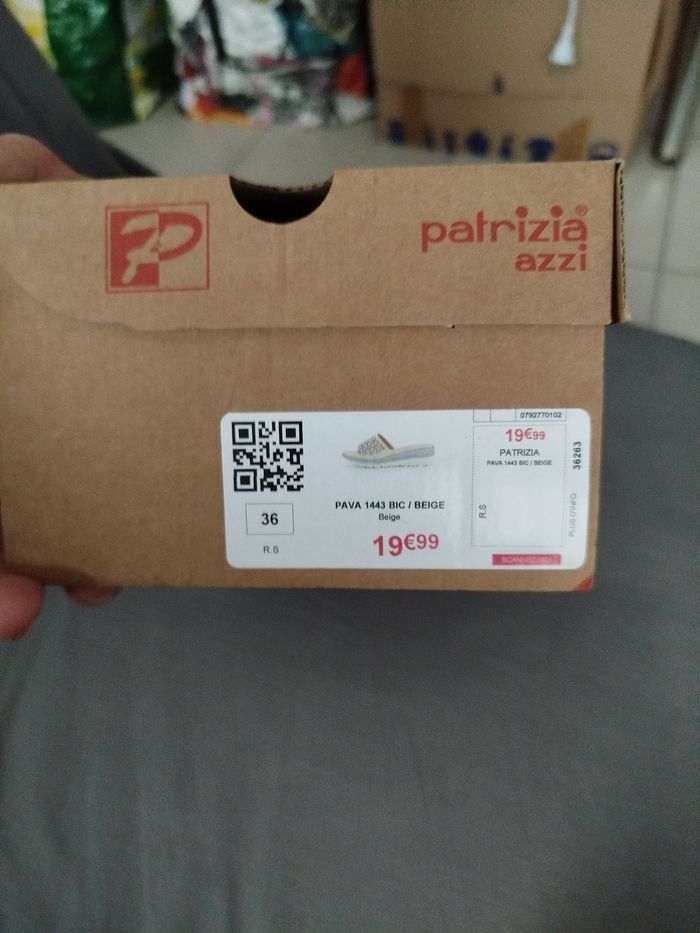 patrizia®
azzi
0792770102
19€99
PATRIZIA
PAVA 1443 BIC / BEIGE
R.S
36263
PLUS D'INFO
SCANNEZ-MOI
36
R.S
PAVA 1443 BIC / BEIGE
Beige
19€99